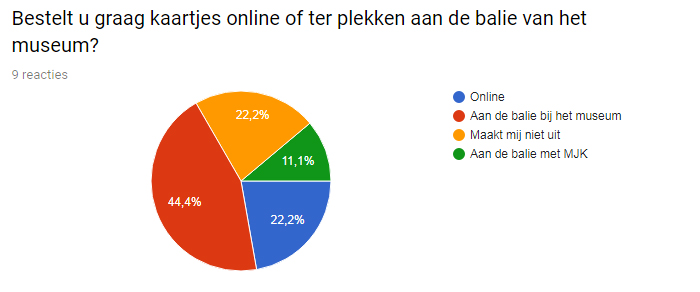 Bestelt u graag kaartjes online of ter plekken aan de balie van het
museum?
9 reacties
Online
Aan de balie bij het museum
Maakt mij niet uit
Aan de balie met MJK
22,2%
11,1%
44,4%
22,2%